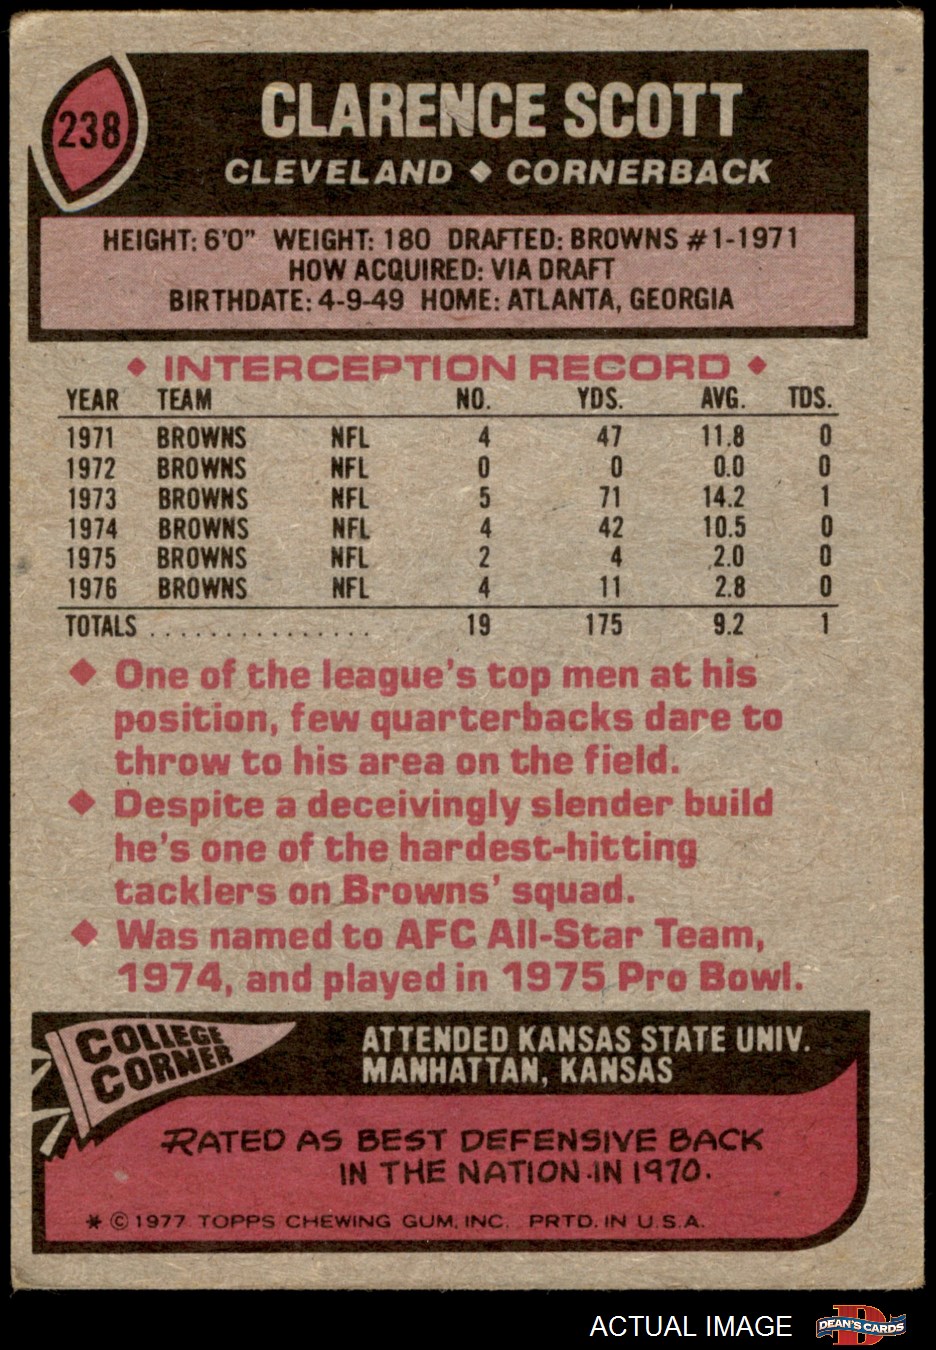 238
CLARENCE SCOTT
CLEVELAND ◆ CORNERBACK
HEIGHT: 6'0" WEIGHT: 180 DRAFTED: BROWNS #1-1971
HOW ACQUIRED: VIA DRAFT
BIRTHDATE: 4-9-49 HOME: ATLANTA, GEORGIA
◆ INTERCEPTION RECORD ◆
YEAR TEAM NO. YDS. AVG. TDS.
1971 BROWNS NFL 4 47 11.8 0
1972 BROWNS NFL 0 0 0.0 0
1973 BROWNS NFL 5 71 14.2 1
1974 BROWNS NFL 4 42 10.5 0
1975 BROWNS NFL 2 4 2.0 0
1976 BROWNS NFL 4 11 2.8 0
TOTALS ............... 19 175 9.2 1
◆ One of the league's top men at his
position, few quarterbacks dare to
throw to his area on the field.
◆ Despite a deceivingly slender build
he's one of the hardest-hitting
tacklers on Browns' squad.
◆ Was named to AFC All-Star Team,
1974, and played in 1975 Pro Bowl.
COLLEGE
CORNER
ATTENDED KANSAS STATE UNIV.
MANHATTAN, KANSAS
RATED AS BEST DEFENSIVE BACK
IN THE NATION IN 1970.
* © 1977 TOPPS CHEWING GUM, INC. PRTD. IN U.S.A.
ACTUAL IMAGE
D
DEAN'S CARDS